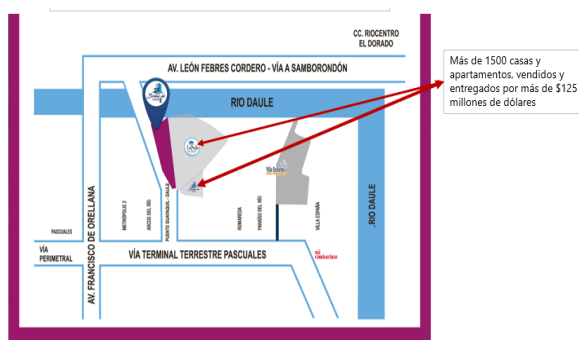 CC. RIOCENTRO
EL DORADO
AV. LEÓN FEBRES CORDERO - VÍA A SAMBORONDÓN
Más de 1500 casas y
apartamentos, vendidos y
entregados por más de $125
millones de dólares
RIO DAULE
AV. FRANCISCO DE ORELLANA
METRÓPOLIS 2
ARCOS DEL RÍO
PUENTE GUAYAQUIL - DAULE
ROMAREDA
PARAÍSO DEL RÍO
VILLA ESPAÑA
RIO DAULE
PASCUALES
VÍA
PERIMETRAL
VÍA TERMINAL TERRESTRE PASCUALES